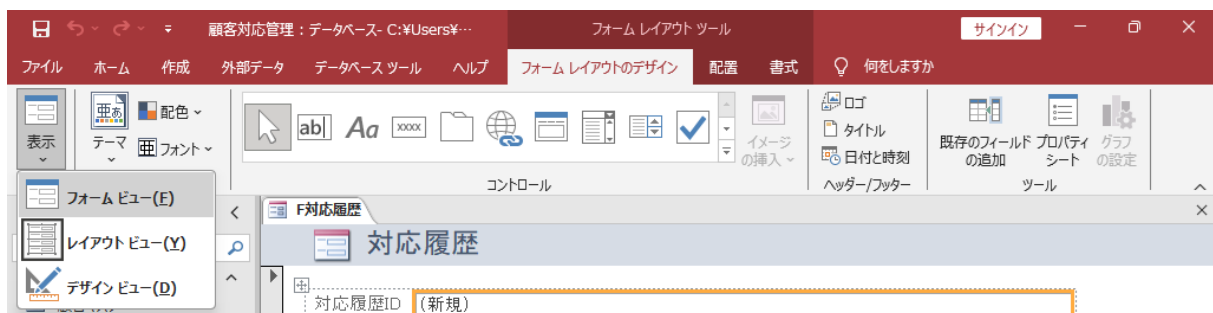 顧客対応管理：データベース- C:¥Users¥… フォーム レイアウト ツール サインイン
ファイル ホーム 作成 外部データ データベース ツール ヘルプ フォーム レイアウトのデザイン 配置 書式 何をしますか
表示
亜あ
テーマ
配色
亜 フォント
ab| Aa xxxx
コントロール
イメージ
の挿入
ロゴ
タイトル
日付と時刻
ヘッダー/フッター
既存のフィールド
の追加
プロパティ
シート
グラフ
の設定
ツール
フォーム ビュー(F)
レイアウト ビュー(Y)
デザイン ビュー(D)
F対応履歴
対応履歴
対応履歴ID (新規)